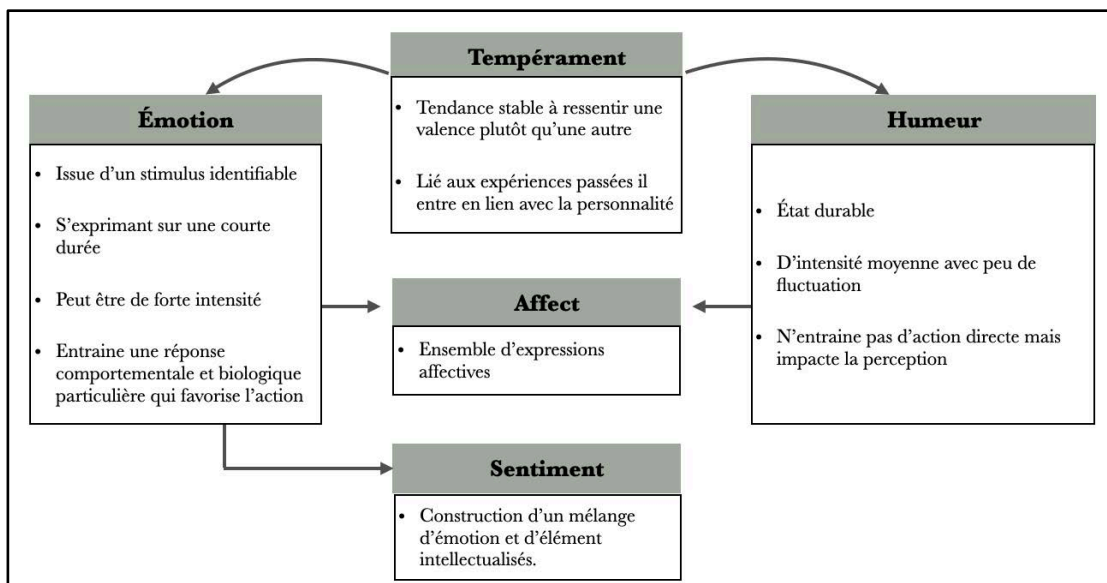 Tempérament
• Tendance stable à ressentir une
valence plutôt qu'une autre
• Lié aux expériences passées il
entre en lien avec la personnalité
Émotion
• Issue d'un stimulus identifiable
• S'exprimant sur une courte
durée
• Peut être de forte intensité
• Entraine une réponse
comportementale et biologique
particulière qui favorise l'action
Humeur
• État durable
• D'intensité moyenne avec peu de
fluctuation
• N'entraine pas d'action directe mais
impacte la perception
Affect
• Ensemble d'expressions
affectives
Sentiment
• Construction d'un mélange
d'émotion et d'élément
intellectualisés.